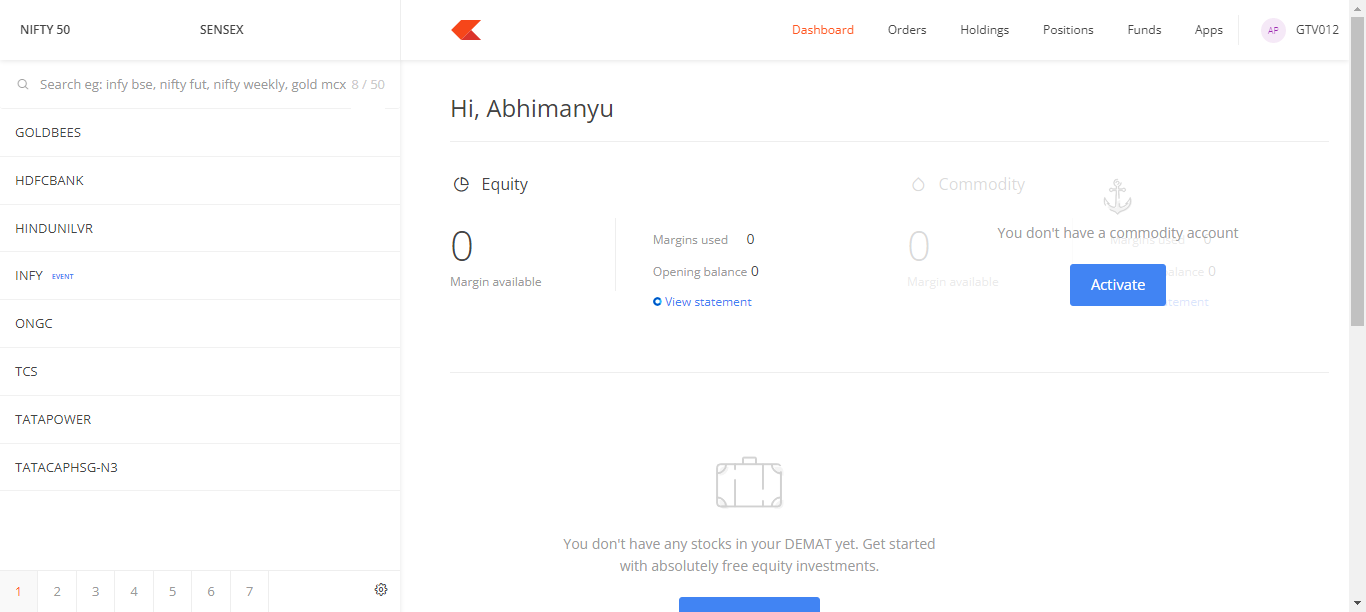 NIFTY 50
SENSEX
Dashboard
Orders
Holdings
Positions
Funds
Apps
AF
GTV012
Search eg: infy bse, nifty fut, nifty weekly, gold mcx
8 / 50
GOLDBEES
HDFCBANK
HINDUNILVR
INFY EVENT
ONGC
TCS
TATAPOWER
TATACAPHSG-N3
1 2 3 4 5 6 7
Hi, Abhimanyu
Equity
0
Margin available
Margins used 0
Opening balance 0
View statement
Commodity
0
Margin available
You don't have a commodity account
Margins used 0
alance 0
tement
Activate
You don't have any stocks in your DEMAT yet. Get started
with absolutely free equity investments.